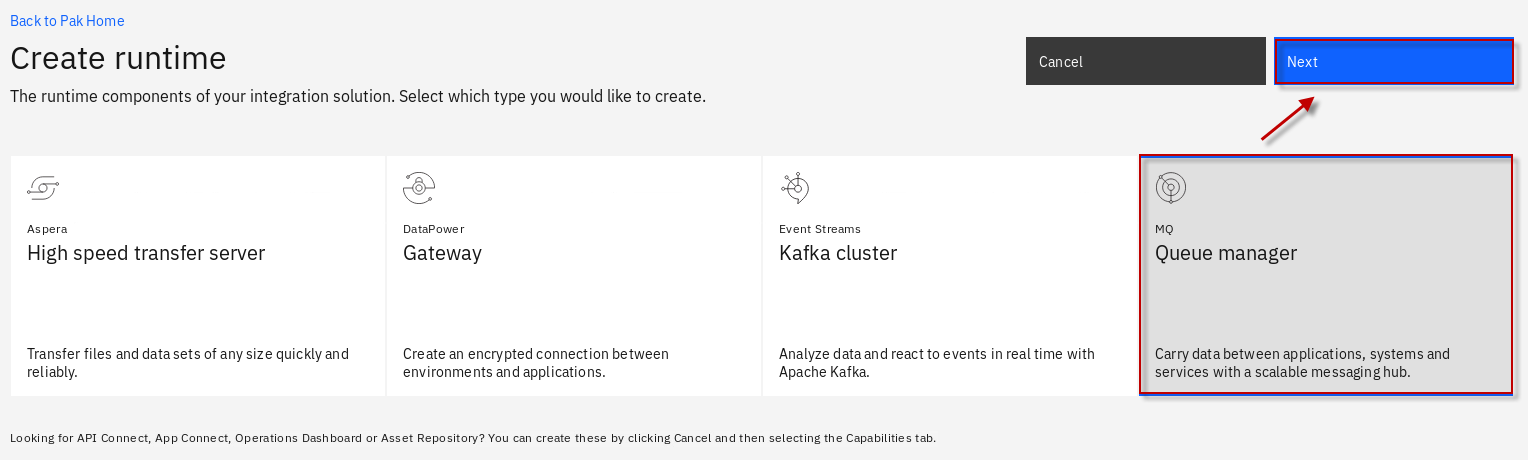 Back to Pak Home
Create runtime
Cancel
Next
The runtime components of your integration solution. Select which type you would like to create.
Aspera
High speed transfer server
Transfer files and data sets of any size quickly and
reliably.
DataPower
Gateway
Create an encrypted connection between
environments and applications.
Event Streams
Kafka cluster
Analyze data and react to events in real time with
Apache Kafka.
MQ
Queue manager
Carry data between applications, systems and
services with a scalable messaging hub.
Looking for API Connect, App Connect, Operations Dashboard or Asset Repository? You can create these by clicking Cancel and then selecting the Capabilities tab.